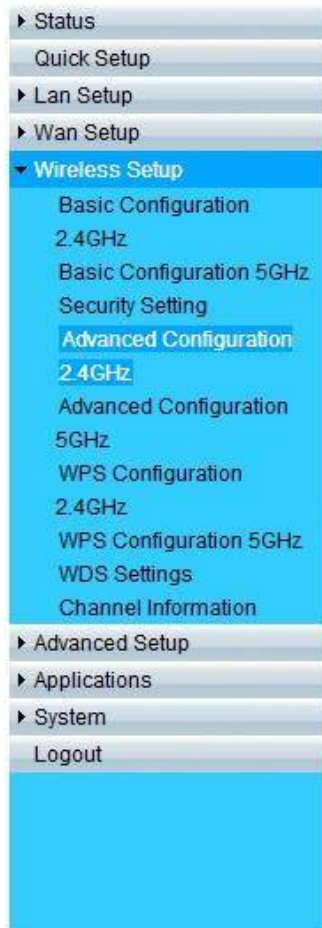 Status
Quick Setup
Lan Setup
Wan Setup
Wireless Setup
Basic Configuration
2.4GHz
Basic Configuration 5GHz
Security Setting
Advanced Configuration
2.4GHz
Advanced Configuration
5GHz
WPS Configuration
2.4GHz
WPS Configuration 5GHz
WDS Settings
Channel Information
Advanced Setup
Applications
System
Logout